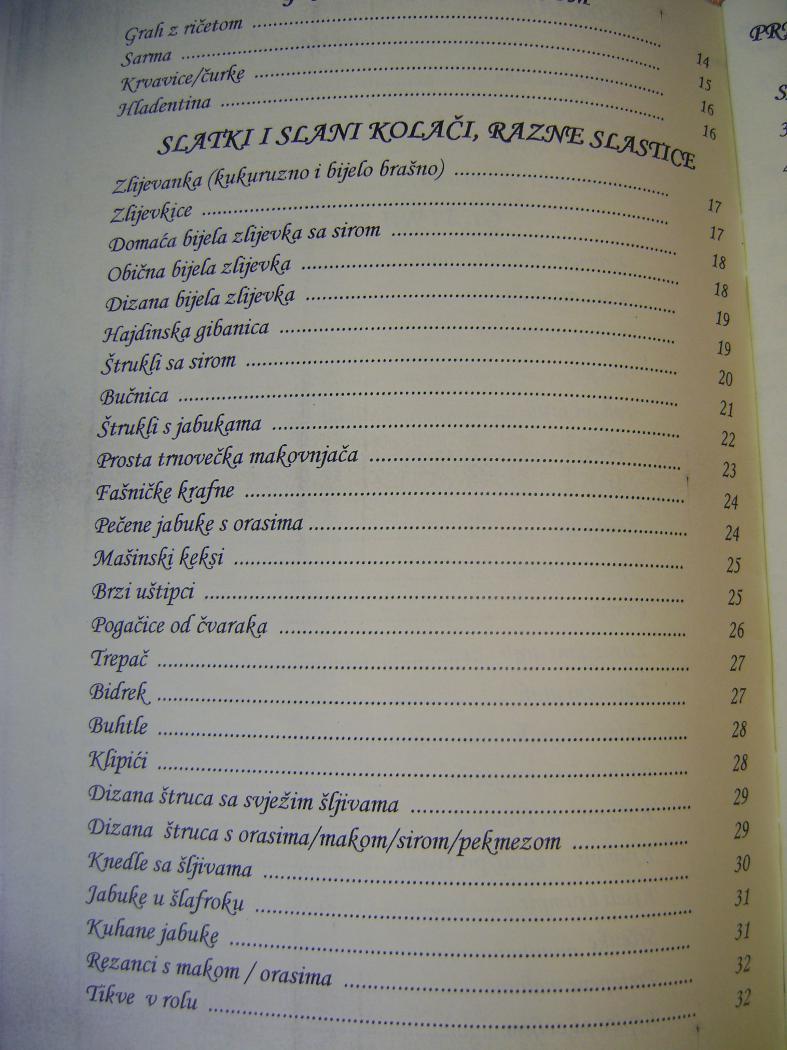 Grah z ričetom ........ 14
Sarma ........ 15
Krvavice/čurke ........ 16
Hladentina ........ 16
SLATKI I SLANI KOLAČI, RAZNE SLASTICE
Zlijevanka (kukuruzno i bijelo brašno) ........ 17
Zlijevkice ........ 17
Domaća bijela zlijevka sa sirom ........ 18
Obična bijela zlijevka ........ 18
Dizana bijela zlijevka ........ 19
Hajdinska gibanica ........ 19
Štrukli sa sirom ........ 20
Bučnica ........ 21
Štrukli s jabukama ........ 22
Prosta trnovečka makovnjača ........ 23
Fašničke krafne ........ 24
Pečene jabuke s orasima ........ 24
Mašinski keksi ........ 25
Brzi uštipci ........ 25
Pogačice od čvaraka ........ 26
Trepač ........ 27
Bidrek ........ 27
Buhtle ........ 28
Klipići ........ 28
Dizana štruca sa svježim šljivama ........ 29
Dizana štruca s orasima/makom/sirom/pekmezom ........ 29
Knedle sa šljivama ........ 30
Jabuke u šlafroku ........ 31
Kuhane jabuke ........ 31
Rezanci s makom / orasima ........ 32
Tikve v rolu ........ 32